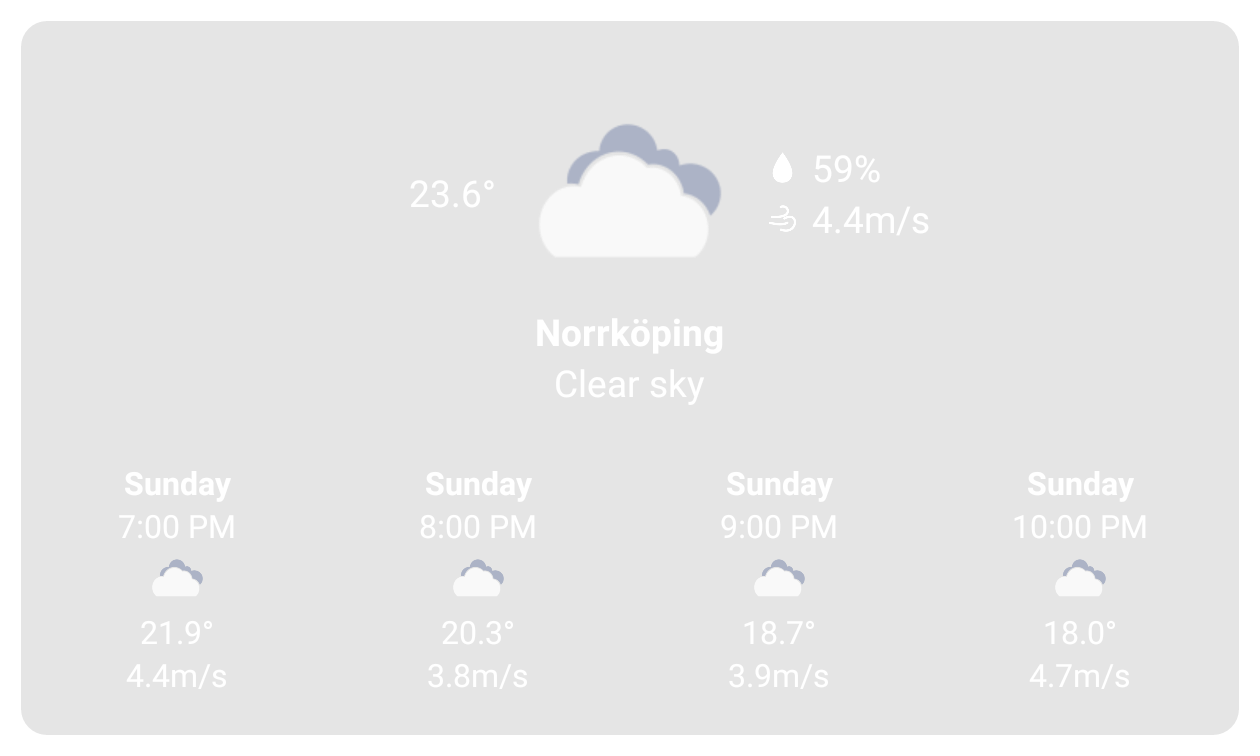 23.6°
59%
4.4m/s
Norrköping
Clear sky
Sunday Sunday Sunday Sunday
7:00 PM 8:00 PM 9:00 PM 10:00 PM
21.9° 20.3° 18.7° 18.0°
4.4m/s 3.8m/s 3.9m/s 4.7m/s